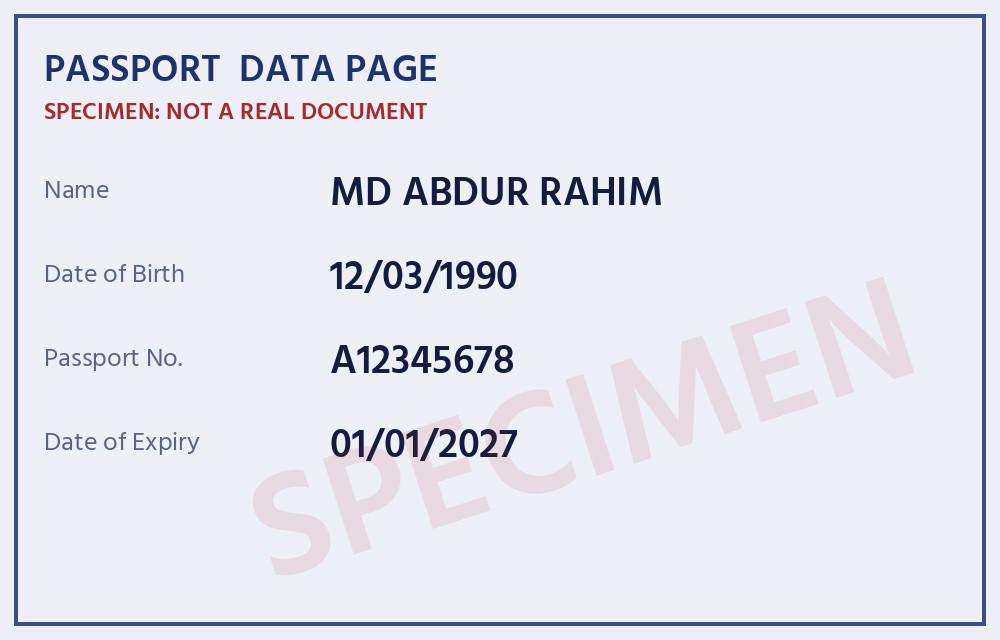 PASSPORT DATA PAGE
SPECIMEN: NOT A REAL DOCUMENT
Name MD ABDUR RAHIM
Date of Birth 12/03/1990
Passport No. A12345678
Date of Expiry 01/01/2027
SPECIMEN